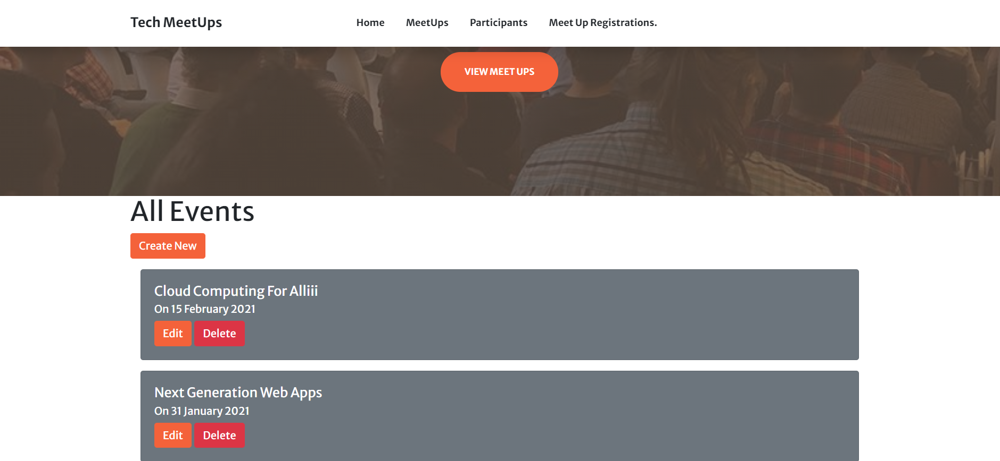 Tech MeetUps
Home MeetUps Participants Meet Up Registrations.
VIEW MEET UPS
All Events
Create New
Cloud Computing For Alliii
On 15 February 2021
Edit Delete
Next Generation Web Apps
On 31 January 2021
Edit Delete